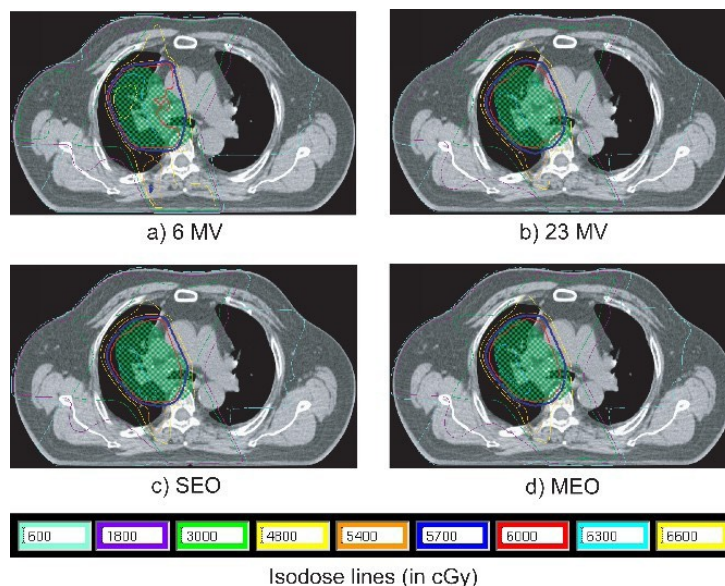 a) 6 MV
b) 23 MV
c) SEO
d) MEO
600 1800 3000 4800 5400 5700 6000 6300 6600
Isodose lines (in cGy)